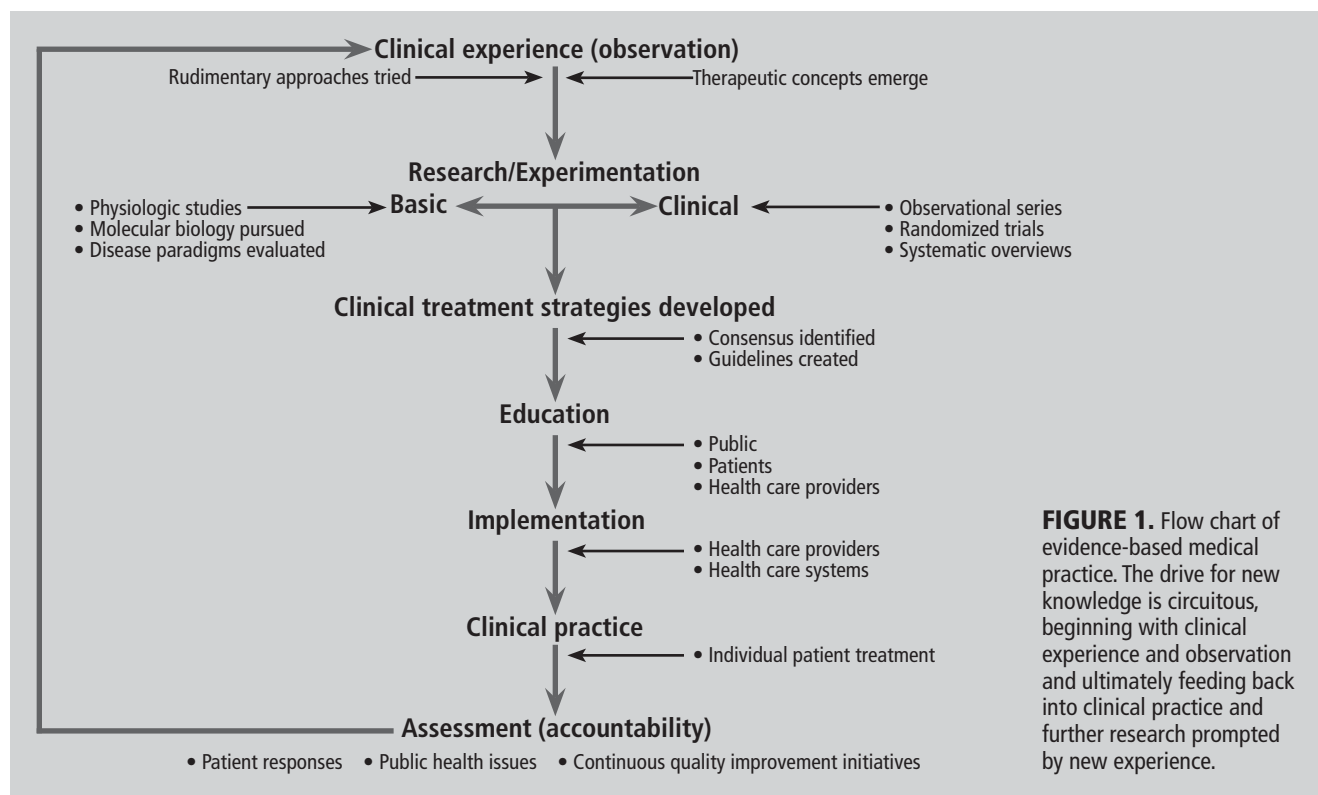 Clinical experience (observation)
Rudimentary approaches tried
Therapeutic concepts emerge
Research/Experimentation
Basic
Clinical
• Physiologic studies
• Molecular biology pursued
• Disease paradigms evaluated
• Observational series
• Randomized trials
• Systematic overviews
Clinical treatment strategies developed
• Consensus identified
• Guidelines created
Education
• Public
• Patients
• Health care providers
Implementation
• Health care providers
• Health care systems
Clinical practice
• Individual patient treatment
Assessment (accountability)
• Patient responses • Public health issues • Continuous quality improvement initiatives
FIGURE 1. Flow chart of
evidence-based medical
practice. The drive for new
knowledge is circuitous,
beginning with clinical
experience and observation
and ultimately feeding back
into clinical practice and
further research prompted
by new experience.